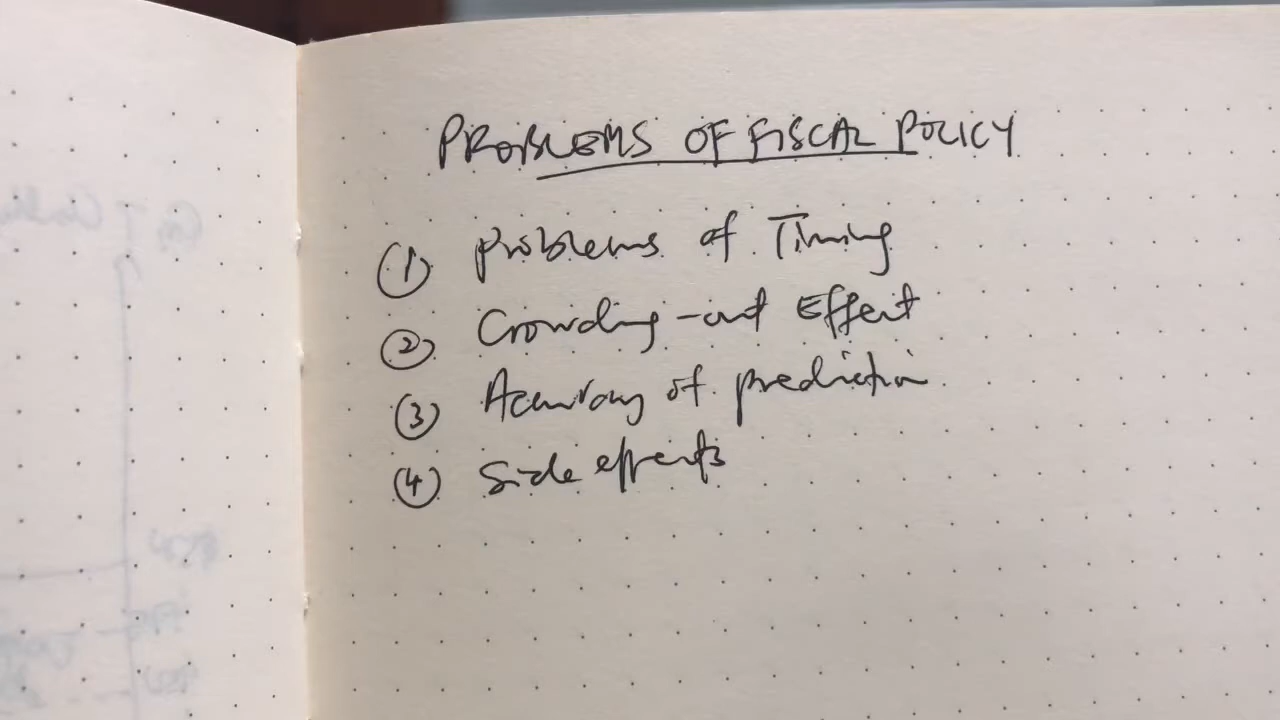 PROBLEMS OF FISCAL POLICY
① Problems of Timing
② Crowding-out Effect
③ Accuracy of prediction
④ Side effects